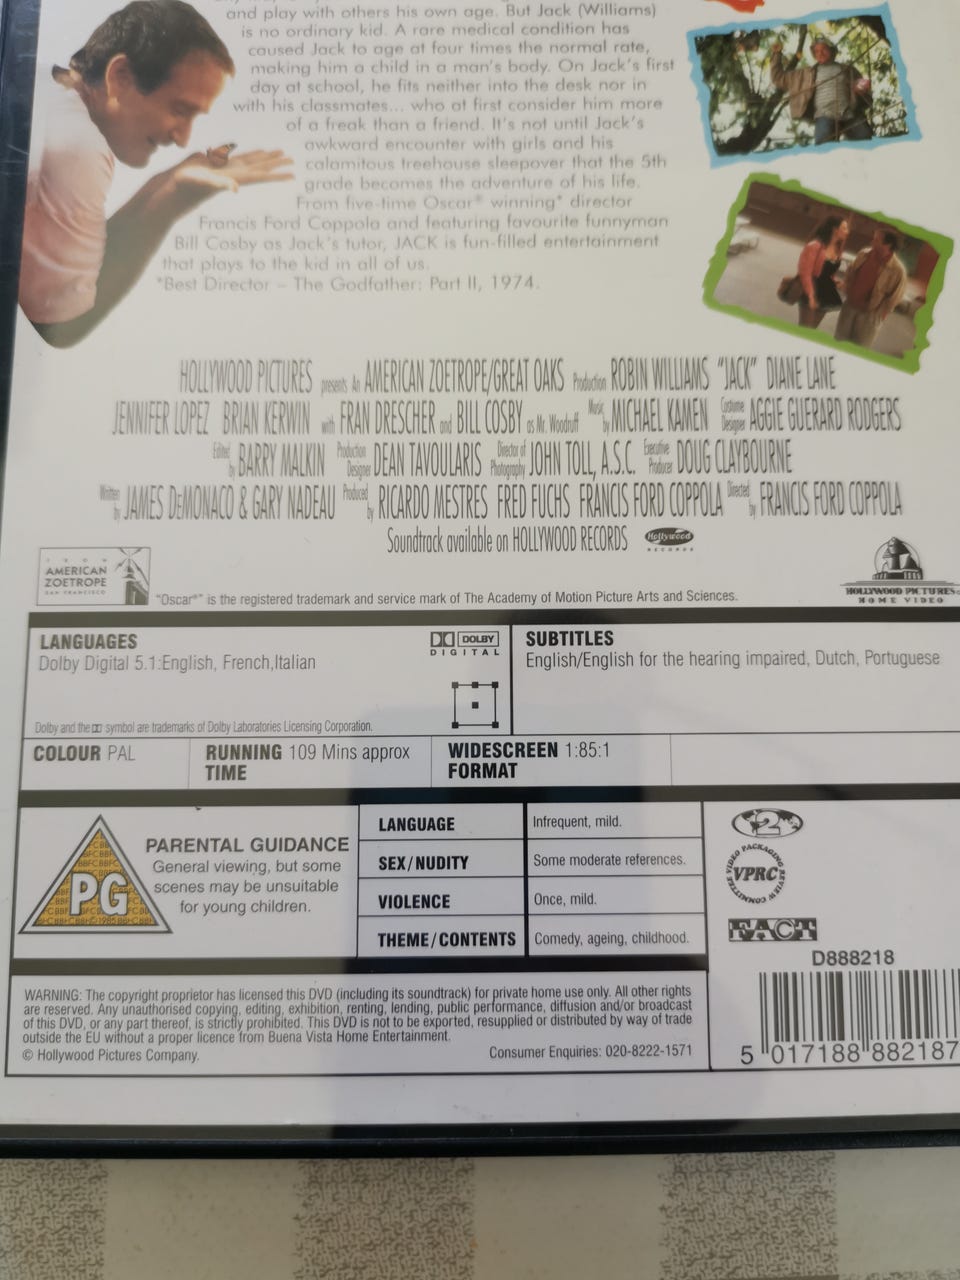 and play with others his own age. But Jack (Williams)
is no ordinary kid. A rare medical condition has
caused Jack to age at four times the normal rate,
making him a child in a man's body. On Jack's first
day at school, he fits neither into the desk nor in
with his classmates... who at first consider him more
of a freak than a friend. It's not until Jack's
awkward encounter with girls and his
calamitous treehouse sleepover that the 5th
grade becomes the adventure of his life.
From five-time Oscar® winning* director
Francis Ford Coppola and featuring favourite funnyman
Bill Cosby as Jack's tutor, JACK is fun-filled entertainment
that plays to the kid in all of us.
*Best Director – The Godfather: Part II, 1974.
HOLLYWOOD PICTURES presents An AMERICAN ZOETROPE/GREAT OAKS Production ROBIN WILLIAMS "JACK" DIANE LANE
JENNIFER LOPEZ BRIAN KERWIN with FRAN DRESCHER and BILL COSBY as Mr. Woodruff Music by MICHAEL KAMEN Costume Designer AGGIE GUERARD RODGERS
Edited by BARRY MALKIN Production Designer DEAN TAVOULARIS Director of Photography JOHN TOLL, A.S.C. Executive Producer DOUG CLAYBOURNE
Written by JAMES DeMONACO & GARY NADEAU Produced by RICARDO MESTRES FRED FUCHS FRANCIS FORD COPPOLA Directed by FRANCIS FORD COPPOLA
Soundtrack available on HOLLYWOOD RECORDS Hollywood RECORDS
FROM AMERICAN ZOETROPE SAN FRANCISCO
"Oscar®" is the registered trademark and service mark of The Academy of Motion Picture Arts and Sciences.
HOLLYWOOD PICTURES
HOME VIDEO
LANGUAGES
Dolby Digital 5.1:English, French,Italian
DOLBY
DIGITAL
Dolby and the symbol are trademarks of Dolby Laboratories Licensing Corporation.
SUBTITLES
English/English for the hearing impaired, Dutch, Portuguese
COLOUR PAL
RUNNING TIME 109 Mins approx
WIDESCREEN FORMAT 1:85:1
PG
PARENTAL GUIDANCE
General viewing, but some
scenes may be unsuitable
for young children.
LANGUAGE Infrequent, mild.
SEX/NUDITY Some moderate references.
VIOLENCE Once, mild.
THEME/CONTENTS Comedy, ageing, childhood.
2
VIDEO PACKAGING REVIEW COMMITTEE
VPRC
FACT
D888218
5 017188 882187
WARNING: The copyright proprietor has licensed this DVD (including its soundtrack) for private home use only. All other rights
are reserved. Any unauthorised copying, editing, exhibition, renting, lending, public performance, diffusion and/or broadcast
of this DVD, or any part thereof, is strictly prohibited. This DVD is not to be exported, resupplied or distributed by way of trade
outside the EU without a proper licence from Buena Vista Home Entertainment.
© Hollywood Pictures Company.
Consumer Enquiries: 020-8222-1571